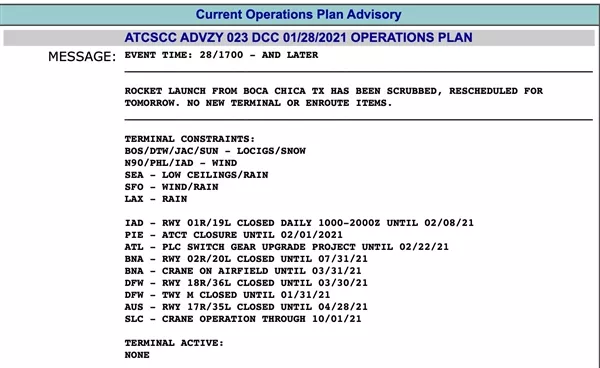 Current Operations Plan Advisory
ATCSCC ADVZY 023 DCC 01/28/2021 OPERATIONS PLAN
MESSAGE: EVENT TIME: 28/1700 - AND LATER
ROCKET LAUNCH FROM BOCA CHICA TX HAS BEEN SCRUBBED, RESCHEDULED FOR
TOMORROW. NO NEW TERMINAL OR ENROUTE ITEMS.
TERMINAL CONSTRAINTS:
BOS/DTW/JAC/SUN - LOCIGS/SNOW
N90/PHL/IAD - WIND
SEA - LOW CEILINGS/RAIN
SFO - WIND/RAIN
LAX - RAIN
IAD - RWY 01R/19L CLOSED DAILY 1000-2000Z UNTIL 02/08/21
PIE - ATCT CLOSURE UNTIL 02/01/2021
ATL - PLC SWITCH GEAR UPGRADE PROJECT UNTIL 02/22/21
BNA - RWY 02R/20L CLOSED UNTIL 07/31/21
BNA - CRANE ON AIRFIELD UNTIL 03/31/21
DFW - RWY 18R/36L CLOSED UNTIL 03/30/21
DFW - TWY M CLOSED UNTIL 01/31/21
AUS - RWY 17R/35L CLOSED UNTIL 04/28/21
SLC - CRANE OPERATION THROUGH 10/01/21
TERMINAL ACTIVE:
NONE